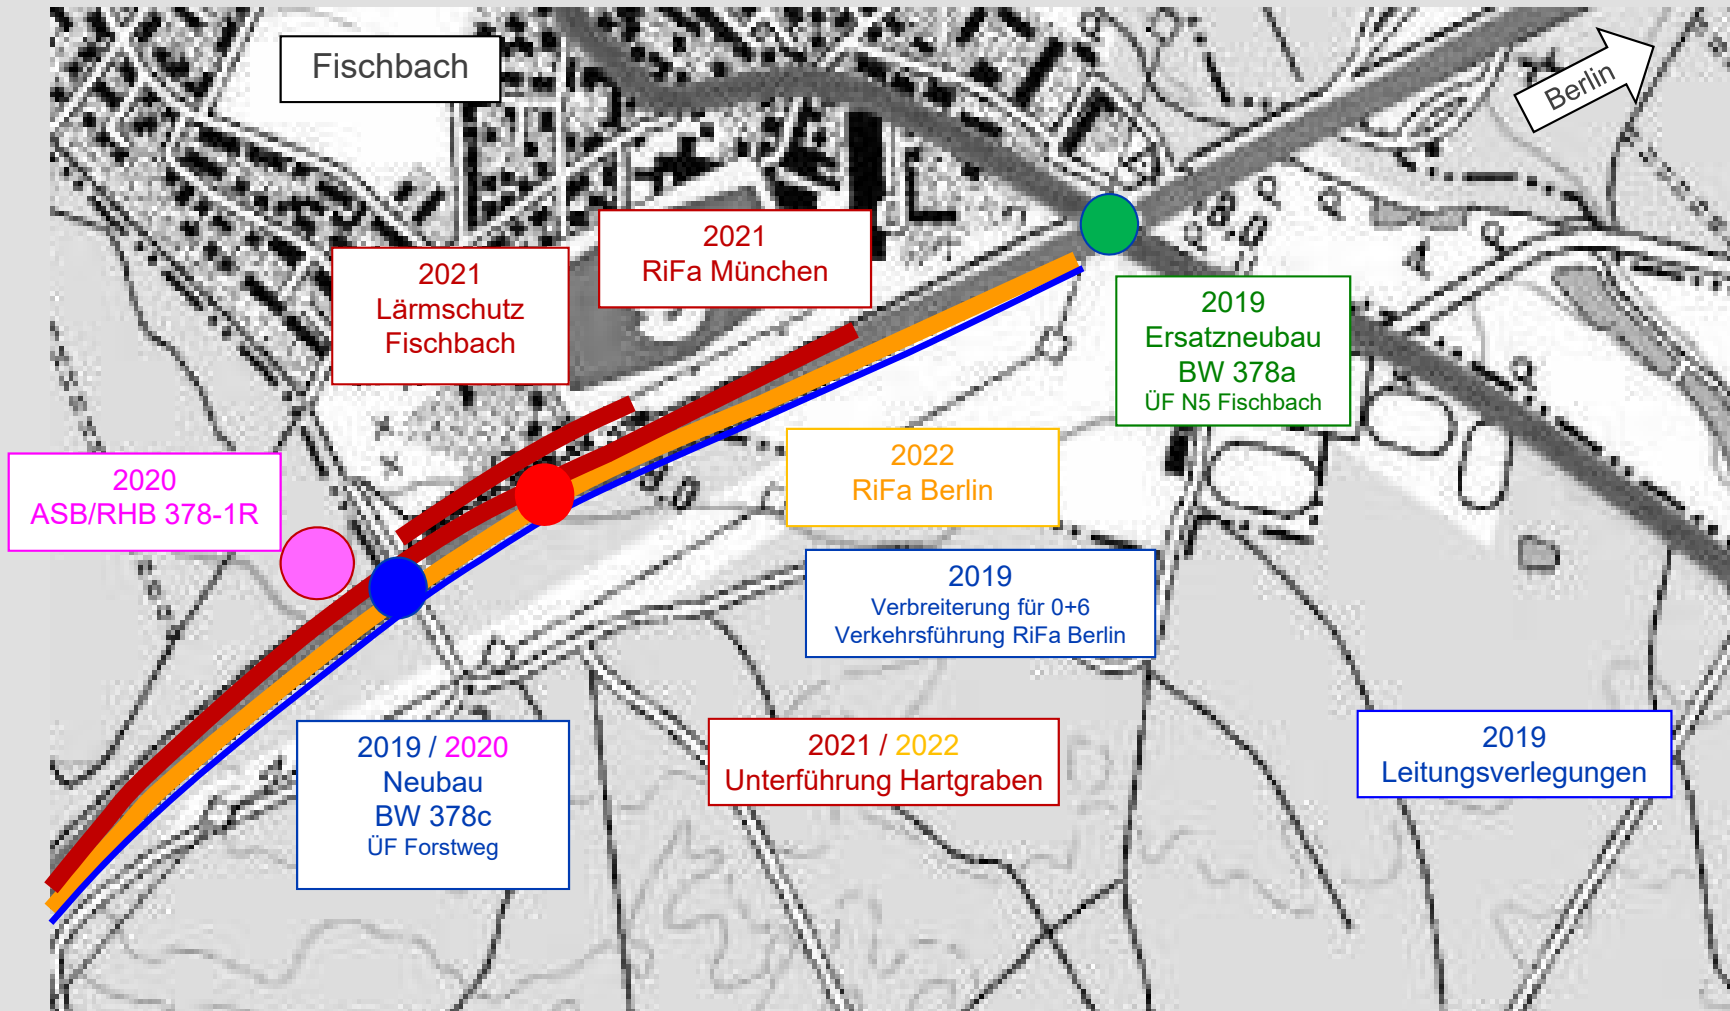 Fischbach
Berlin
2021
RiFa München
2021
Lärmschutz
Fischbach
2019
Ersatzneubau
BW 378a
ÜF N5 Fischbach
2022
RiFa Berlin
2020
ASB/RHB 378-1R
2019
Verbreiterung für 0+6
Verkehrsführung RiFa Berlin
2019 / 2020
Neubau
BW 378c
ÜF Forstweg
2021 / 2022
Unterführung Hartgraben
2019
Leitungsverlegungen